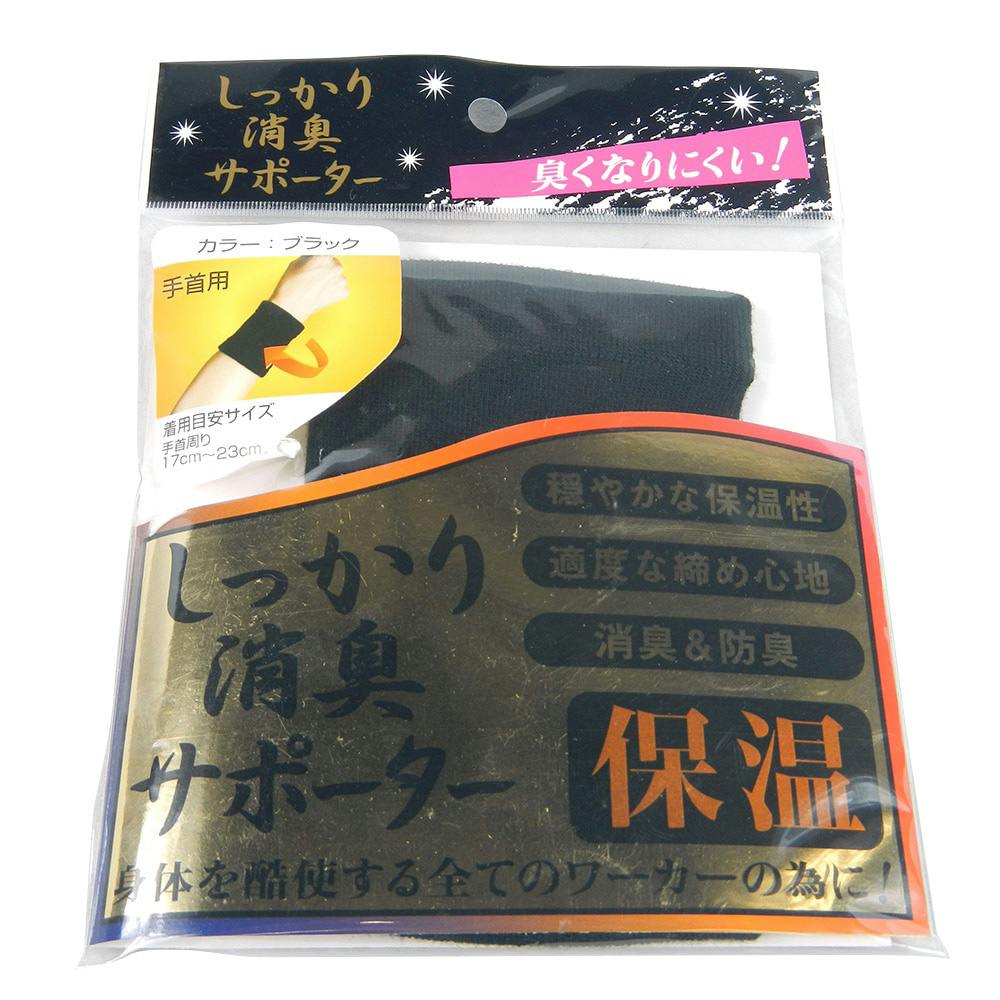 しっかり
消臭
サポーター
臭くなりにくい！
カラー：ブラック
手首用
着用目安サイズ
手首周り
17cm～23cm
しっかり
消臭
サポーター
穏やかな保温性
適度な締め心地
消臭＆防臭
保温
身体を酷使する全てのワーカーの為に！